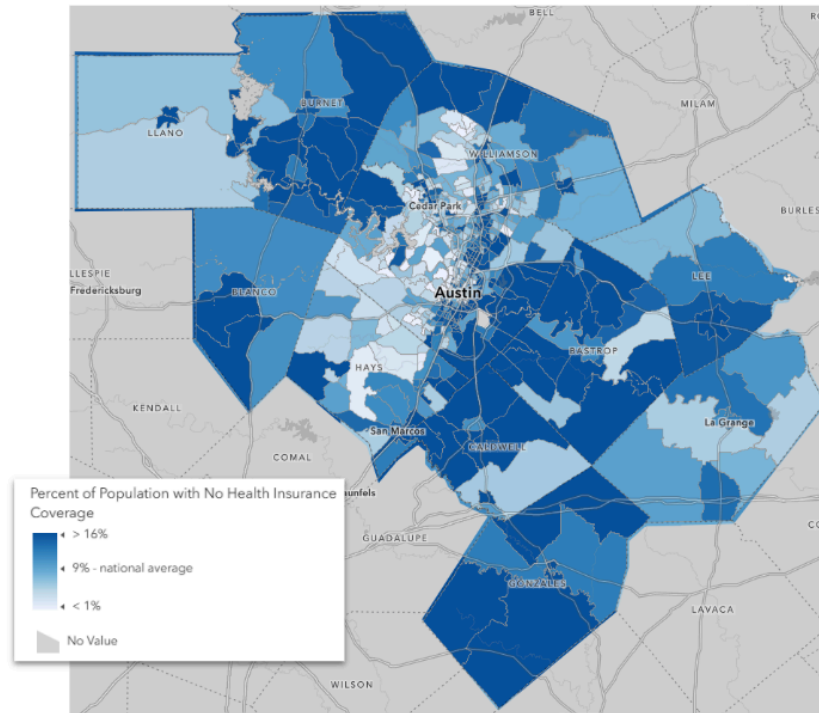 BELL
MILAM
BURNET
LLANO
WILLIAMSON
Cedar Park
BURLES
LLESPIE
Fredericksburg
BLANCO
Austin
LEE
BASTROP
HAYS
KENDALL
San Marcos
La Grange
COMAL
CALDWELL
aunfels
GUADALUPE
GONZALES
LAVACA
WILSON
Percent of Population with No Health Insurance
Coverage
> 16%
9% - national average
< 1%
No Value